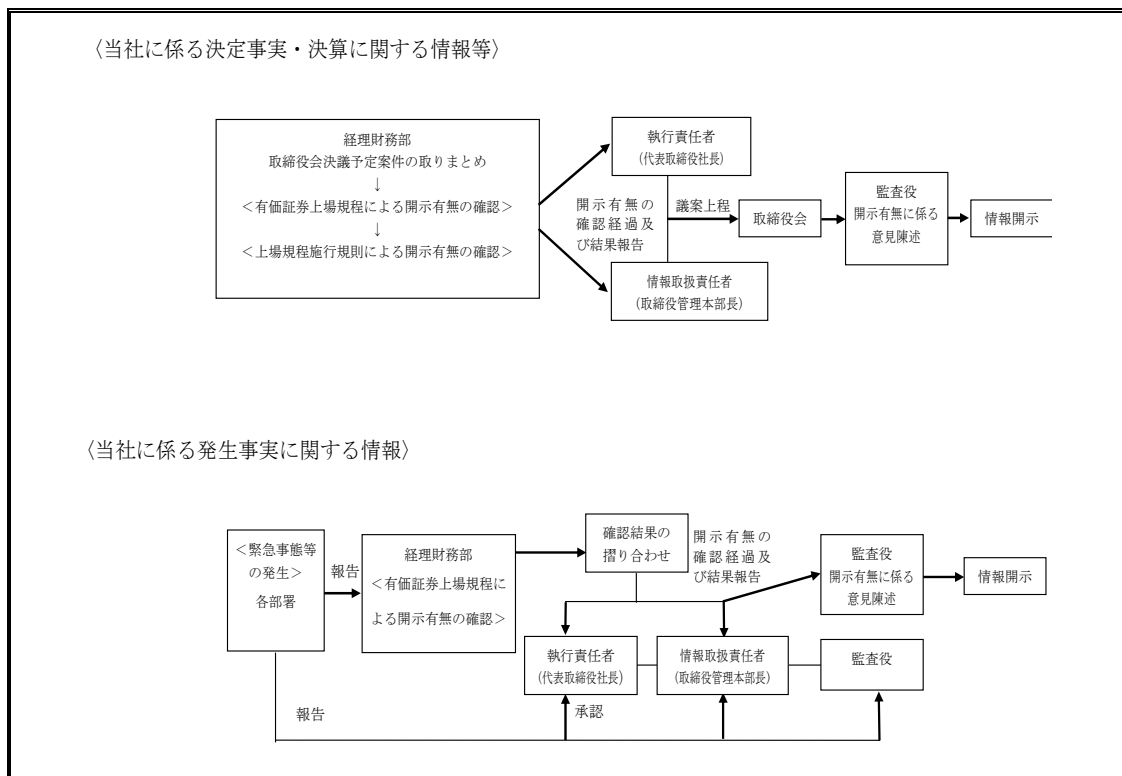 〈当社に係る決定事実・決算に関する情報等〉
経理財務部
取締役会決議予定案件の取りまとめ
↓
＜有価証券上場規程による開示有無の確認＞
↓
＜上場規程施行規則による開示有無の確認＞
執行責任者
(代表取締役社長)
開示有無の
確認経過及
び結果報告
議案上程
情報取扱責任者
(取締役管理本部長)
取締役会
監査役
開示有無に係る
意見陳述
情報開示
〈当社に係る発生事実に関する情報〉
＜緊急事態等
の発生＞
各部署
報告
経理財務部
＜有価証券上場規程に
よる開示有無の確認＞
確認結果の
摺り合わせ
開示有無の
確認経過及
び結果報告
監査役
開示有無に係る
意見陳述
情報開示
執行責任者
(代表取締役社長)
情報取扱責任者
(取締役管理本部長)
監査役
報告
承認